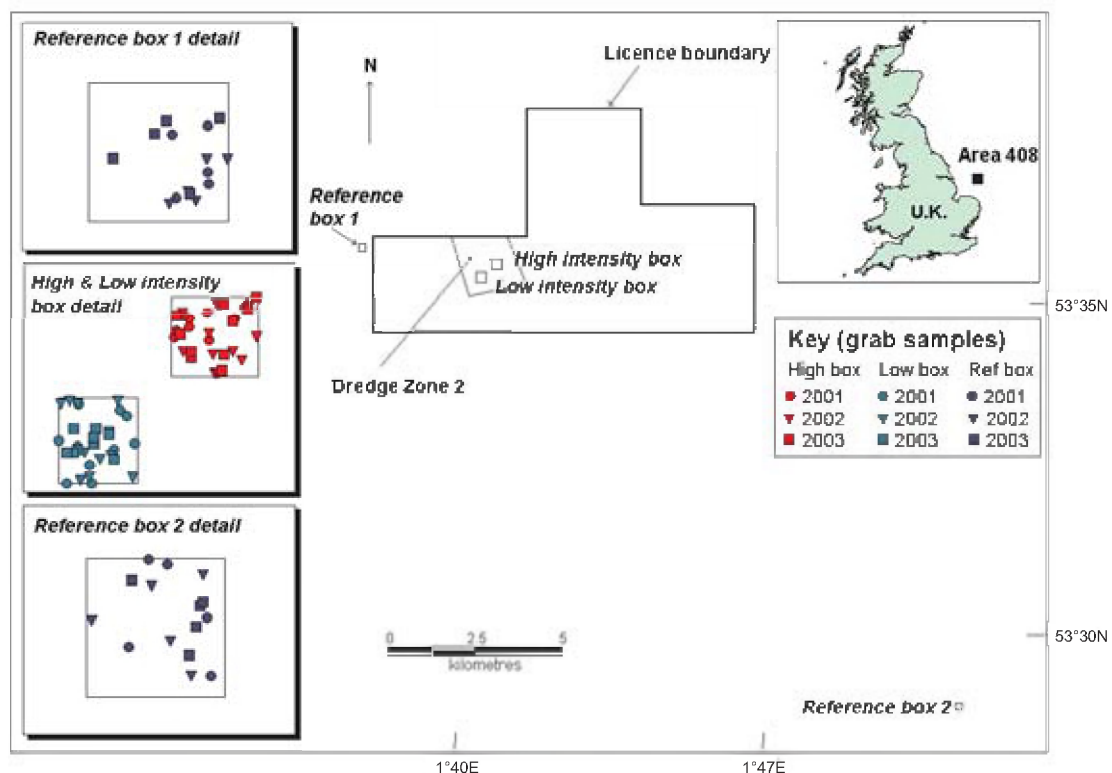 Reference box 1 detail
N
Licence boundary
Area 408
U.K.
Reference
box 1
High intensity box
Low intensity box
High & Low intensity
box detail
Dredge Zone 2
53°35N
Key (grab samples)
High box Low box Ref box
2001 2001 2001
2002 2002 2002
2003 2003 2003
Reference box 2 detail
0 2.5 5
kilometres
53°30N
Reference box 2
1°40E 1°47E